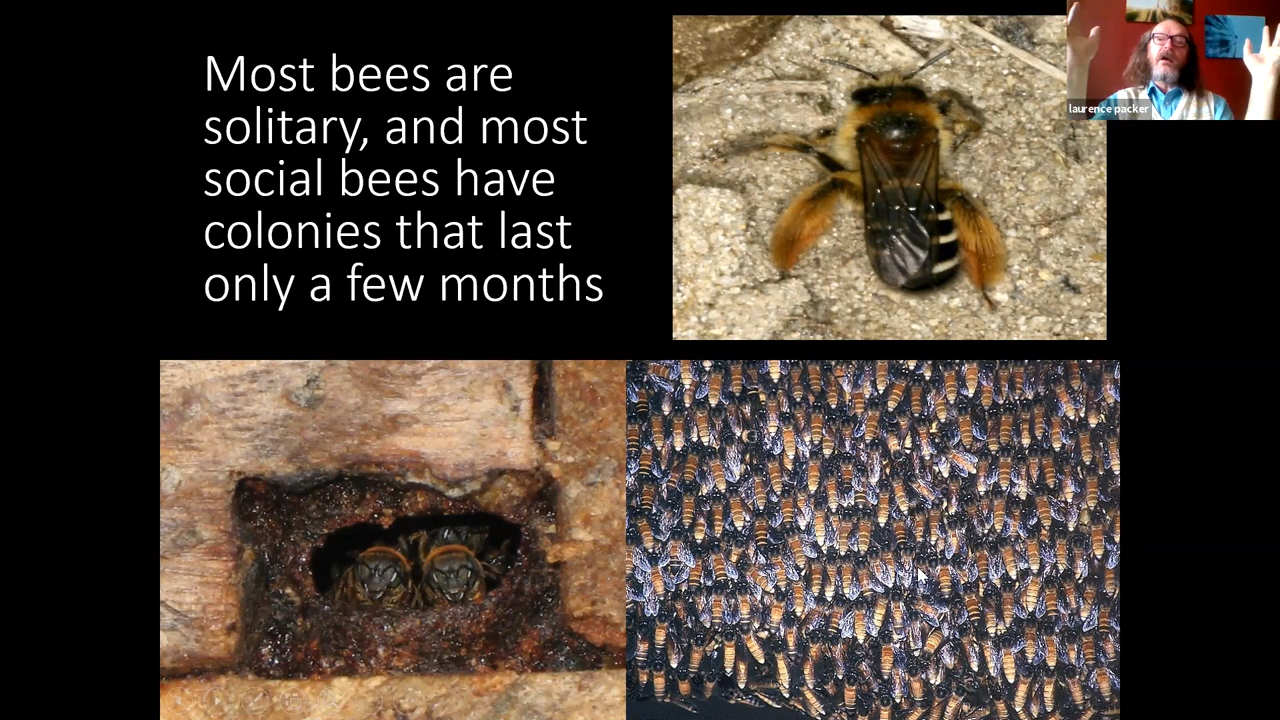 Most bees are
solitary, and most
social bees have
colonies that last
only a few months
laurence packer